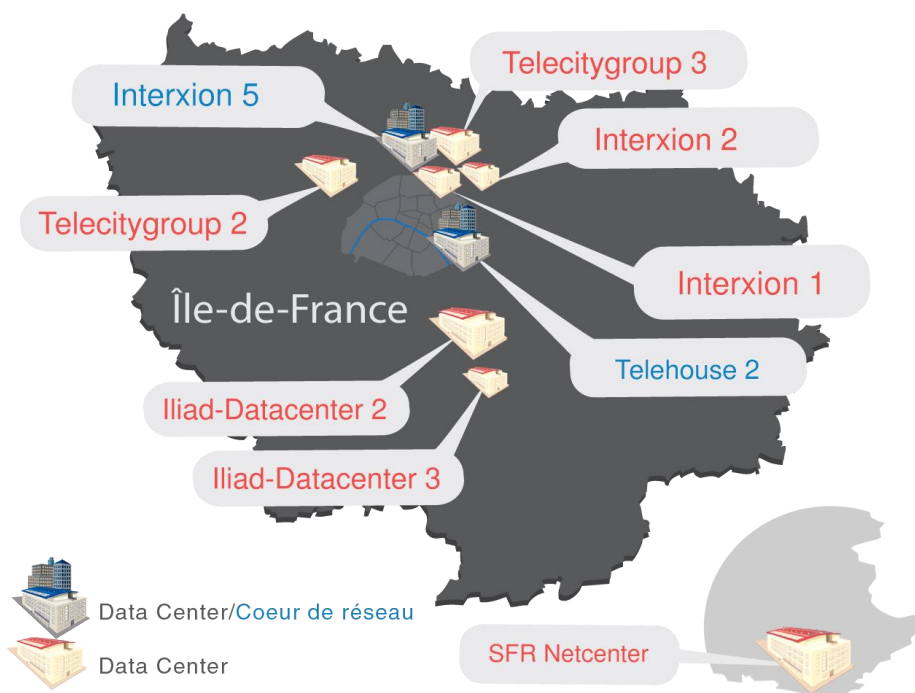 Telecitygroup 3
Interxion 5
Interxion 2
Telecitygroup 2
Interxion 1
Île-de-France
Telehouse 2
Iliad-Datacenter 2
Iliad-Datacenter 3
Data Center/Coeur de réseau
SFR Netcenter
Data Center